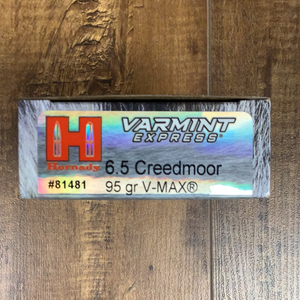 VARMINT
EXPRESS®
H
Hornady
6.5 Creedmoor
#81481
95 gr V-MAX®